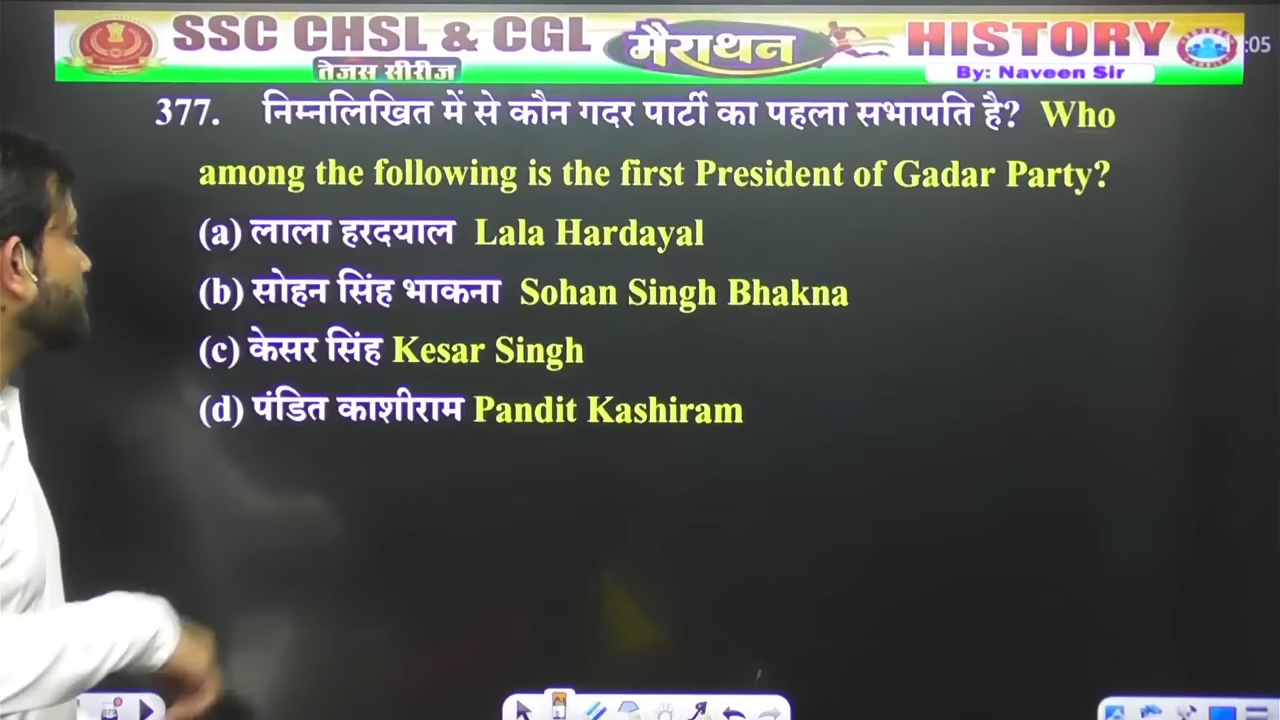 SSC CHSL & CGL मैराथन HISTORY :05
तेजस सीरीज By: Naveen Sir
377. निम्नलिखित में से कौन गदर पार्टी का पहला सभापति है? Who
among the following is the first President of Gadar Party?
(a) लाला हरदयाल Lala Hardayal
(b) सोहन सिंह भाकना Sohan Singh Bhakna
(c) केसर सिंह Kesar Singh
(d) पंडित काशीराम Pandit Kashiram